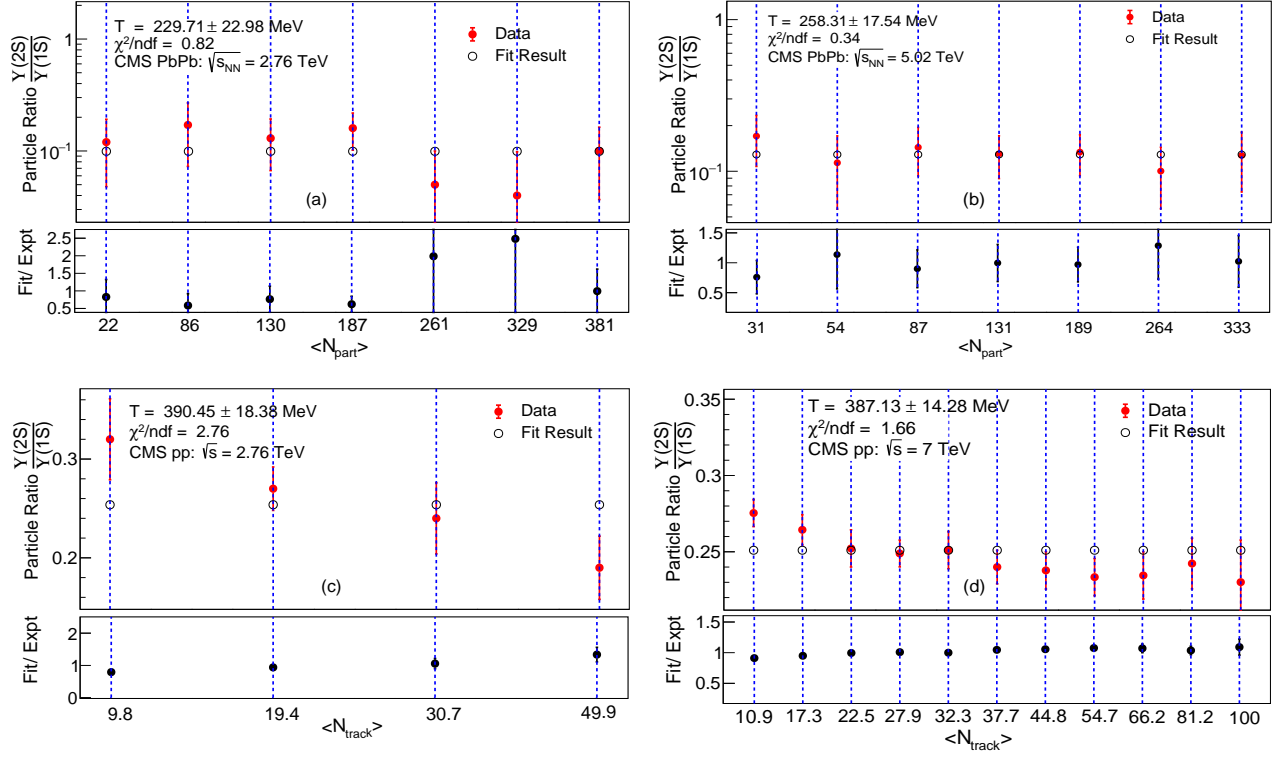 T = 229.71 ± 22.98 MeV
χ²/ndf = 0.82
CMS PbPb: √s_NN = 2.76 TeV
Data
Fit Result
Particle Ratio Υ(2S)/Υ(1S)
1
10⁻¹
(a)
Fit/ Expt
2.5
2
1.5
1
0.5
22 86 130 187 261 329 381
<N_part>
T = 258.31 ± 17.54 MeV
χ²/ndf = 0.34
CMS PbPb: √s_NN = 5.02 TeV
Data
Fit Result
Particle Ratio Υ(2S)/Υ(1S)
1
10⁻¹
(b)
Fit/ Expt
1.5
1
0.5
31 54 87 131 189 264 333
<N_part>
T = 390.45 ± 18.38 MeV
χ²/ndf = 2.76
CMS pp: √s = 2.76 TeV
Data
Fit Result
Particle Ratio Υ(2S)/Υ(1S)
0.3
0.2
(c)
Fit/ Expt
2
1
0
9.8 19.4 30.7 49.9
<N_track>
T = 387.13 ± 14.28 MeV
χ²/ndf = 1.66
CMS pp: √s = 7 TeV
Data
Fit Result
Particle Ratio Υ(2S)/Υ(1S)
0.35
0.3
0.25
(d)
Fit/ Expt
1.5
1
0.5
10.9 17.3 22.5 27.9 32.3 37.7 44.8 54.7 66.2 81.2 100
<N_track>